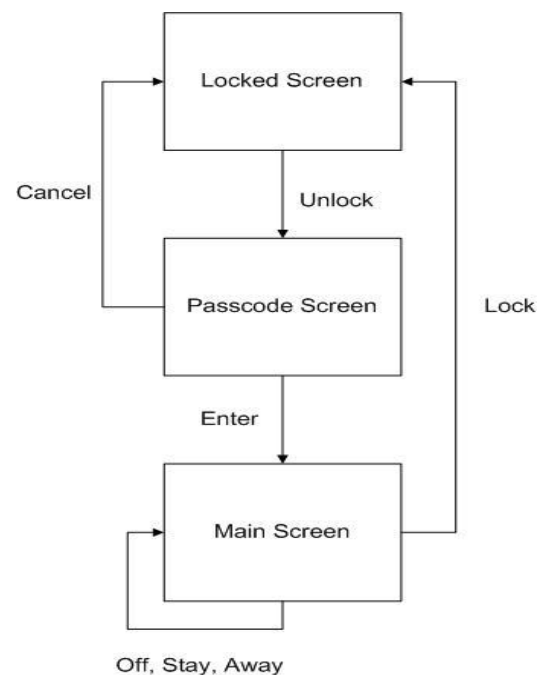 Locked Screen
Cancel
Unlock
Passcode Screen
Lock
Enter
Main Screen
Off, Stay, Away